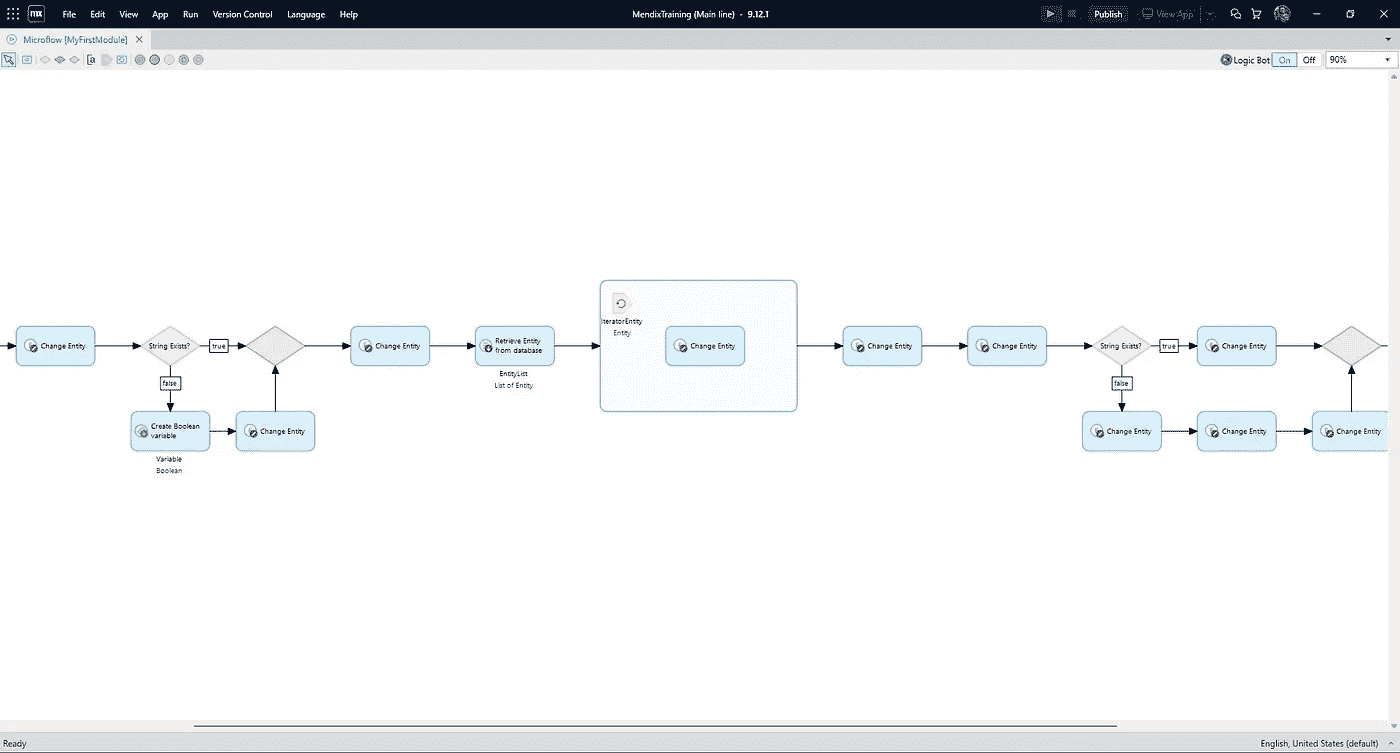 mx File Edit View App Run Version Control Language Help MendixTraining (Main line) - 9.12.1 Publish View App
Microflow [MyFirstModule]
Logic Bot On Off 90%
IteratorEntity
Entity
Change Entity
String Exists?
true
Change Entity
Retrieve Entity
from database
Change Entity
Change Entity
Change Entity
String Exists?
true
Change Entity
EntityList
List of Entity
false
false
Create Boolean
variable
Change Entity
Change Entity
Change Entity
Change Entity
Variable
Boolean
Ready English, United States (default)